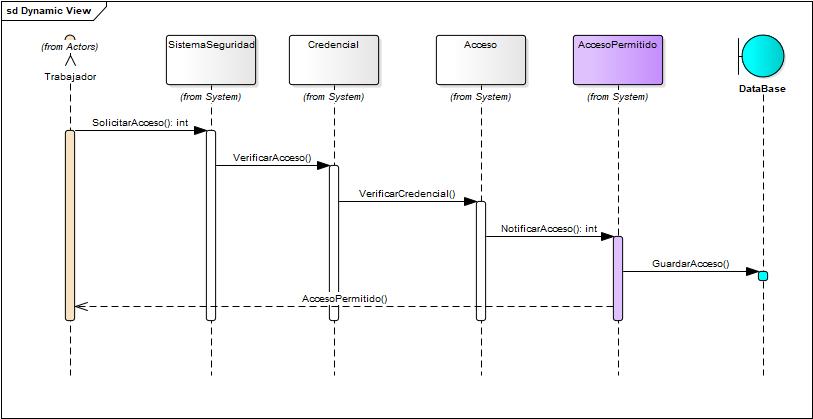 sd Dynamic View
(from Actors)
Trabajador
SistemaSeguridad
(from System)
Credencial
(from System)
Acceso
(from System)
AccesoPermitido
(from System)
DataBase
SolicitarAcceso(): int
VerificarAcceso()
VerificarCredencial()
NotificarAcceso(): int
GuardarAcceso()
AccesoPermitido()